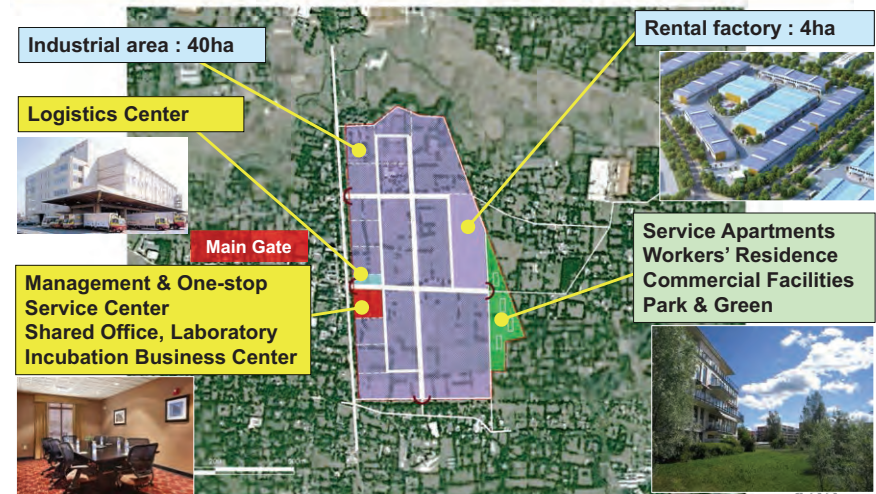 Industrial area : 40ha
Rental factory : 4ha
Logistics Center
Main Gate
Service Apartments
Workers' Residence
Commercial Facilities
Park & Green
Management & One-stop
Service Center
Shared Office, Laboratory
Incubation Business Center